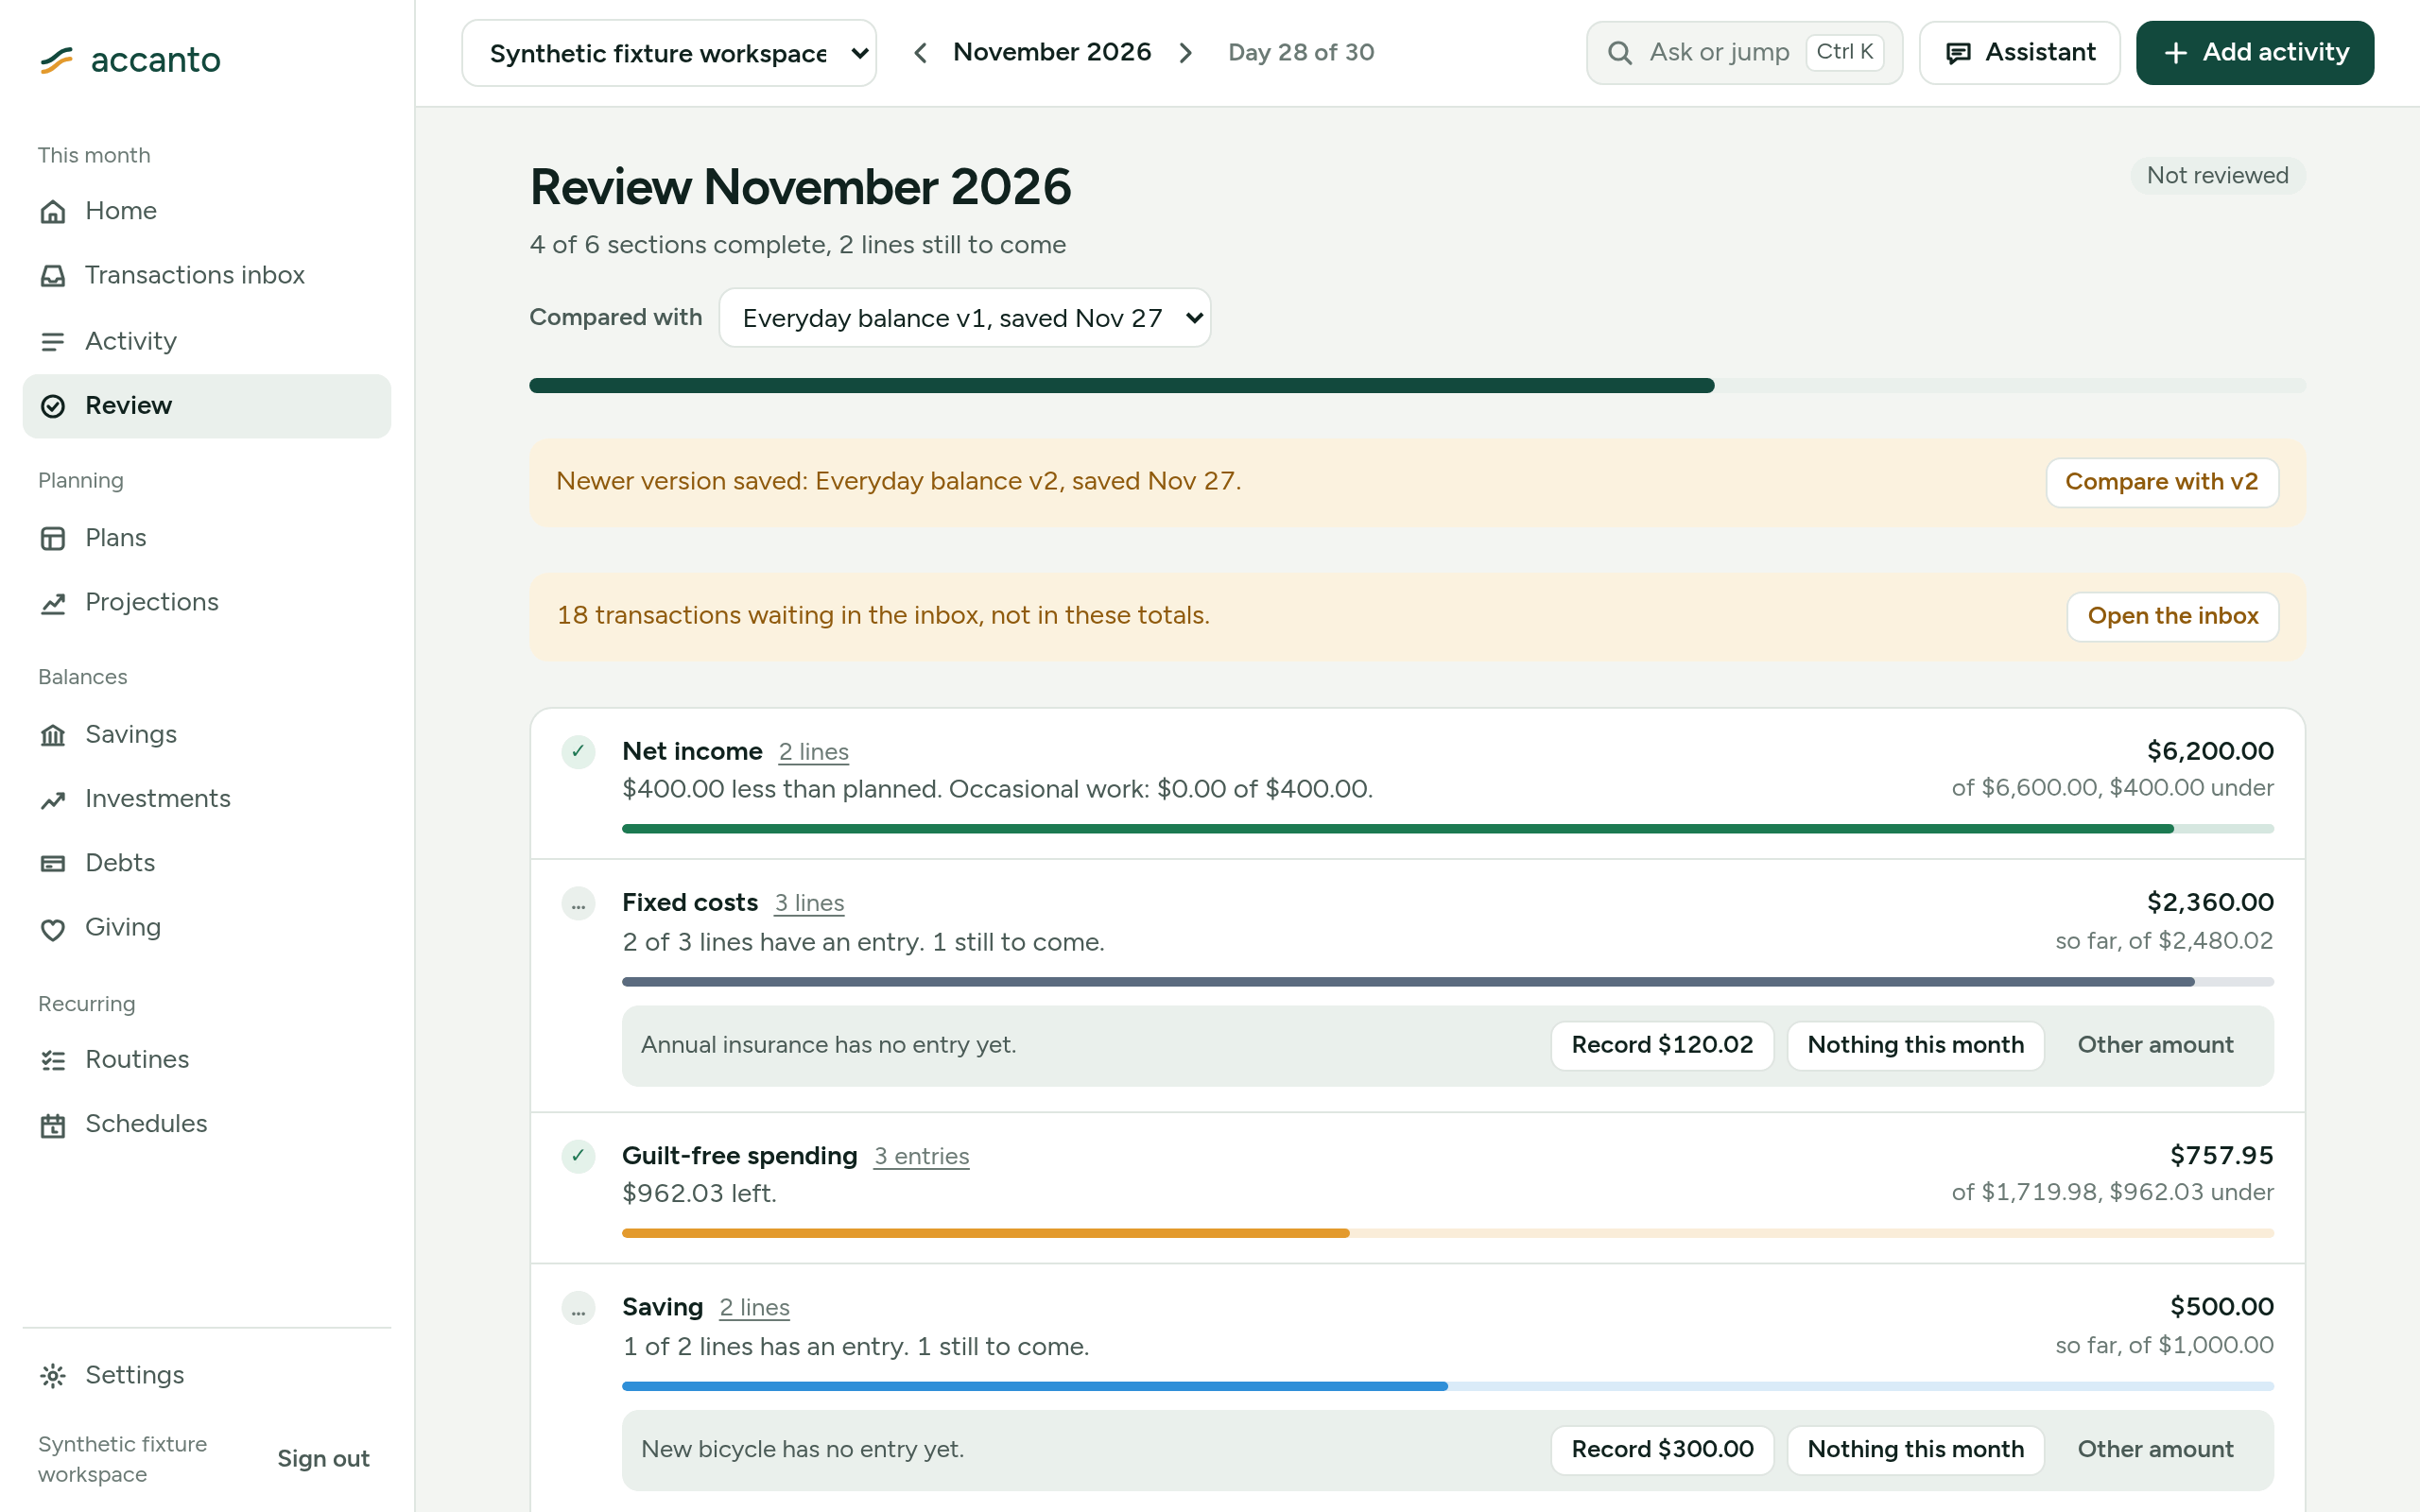 accanto
This month
Home
Transactions inbox
Activity
Review
Planning
Plans
Projections
Balances
Savings
Investments
Debts
Giving
Recurring
Routines
Schedules
Settings
Synthetic fixture
workspace
Sign out
Synthetic fixture workspace
November 2026
Day 28 of 30
Ask or jump
Ctrl K
Assistant
Add activity
Review November 2026
Not reviewed
4 of 6 sections complete, 2 lines still to come
Compared with
Everyday balance v1, saved Nov 27
Newer version saved: Everyday balance v2, saved Nov 27.
Compare with v2
18 transactions waiting in the inbox, not in these totals.
Open the inbox
✓ Net income 2 lines $6,200.00
$400.00 less than planned. Occasional work: $0.00 of $400.00. of $6,600.00, $400.00 under
... Fixed costs 3 lines $2,360.00
2 of 3 lines have an entry. 1 still to come. so far, of $2,480.02
Annual insurance has no entry yet. Record $120.02 Nothing this month Other amount
✓ Guilt-free spending 3 entries $757.95
$962.03 left. of $1,719.98, $962.03 under
... Saving 2 lines $500.00
1 of 2 lines has an entry. 1 still to come. so far, of $1,000.00
New bicycle has no entry yet. Record $300.00 Nothing this month Other amount